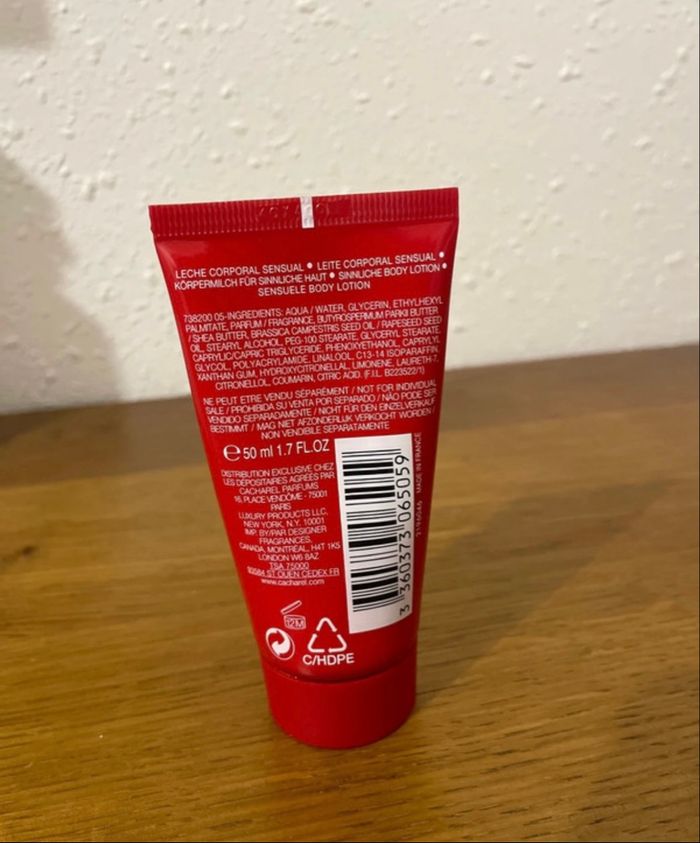 LECHE CORPORAL SENSUAL • LEITE CORPORAL SENSUAL •
KÖRPERMILCH FÜR SINNLICHE HAUT • SINNLICHE BODY LOTION •
SENSUELE BODY LOTION
738200 05-INGREDIENTS: AQUA / WATER, GLYCERIN, ETHYLHEXYL
PALMITATE, PARFUM / FRAGRANCE, BUTYROSPERMUM PARKII BUTTER
/ SHEA BUTTER, BRASSICA CAMPESTRIS SEED OIL / RAPESEED SEED
OIL, STEARYL ALCOHOL, PEG-100 STEARATE, GLYCERYL STEARATE,
CAPRYLIC/CAPRIC TRIGLYCERIDE, PHENOXYETHANOL, CAPRYLYL
GLYCOL, POLYACRYLAMIDE, LINALOOL, C13-14 ISOPARAFFIN,
XANTHAN GUM, HYDROXYCITRONELLAL, LIMONENE, LAURETH-7,
CITRONELLOL, COUMARIN, CITRIC ACID. (F.I.L. B223522/1)
NE PEUT ETRE VENDU SÉPARÉMENT / NOT FOR INDIVIDUAL
SALE / PROHIBIDA SU VENTA POR SEPARADO / NÃO PODE SER
VENDIDO SEPARADAMENTE / NICHT FÜR DEN EINZELVERKAUF
BESTIMMT / MAG NIET AFZONDERLIJK VERKOCHT WORDEN /
NON VENDIBILE SEPARATAMENTE
e 50 ml 1.7 FL.OZ
DISTRIBUTION EXCLUSIVE CHEZ
LES DÉPOSITAIRES AGRÉÉS PAR
CACHAREL PARFUMS
16, PLACE VENDÔME - 75001
PARIS
LUXURY PRODUCTS LLC,
NEW YORK, N.Y. 10001
IMP. BY/PAR DESIGNER
FRAGRANCES,
CANADA, MONTRÉAL, H4T 1K5
LONDON W6 8AZ
TSA 75000
93584 ST OUEN CEDEX FR
www.cacharel.com
3 360373 065059
MADE IN FRANCE
12M
C/HDPE